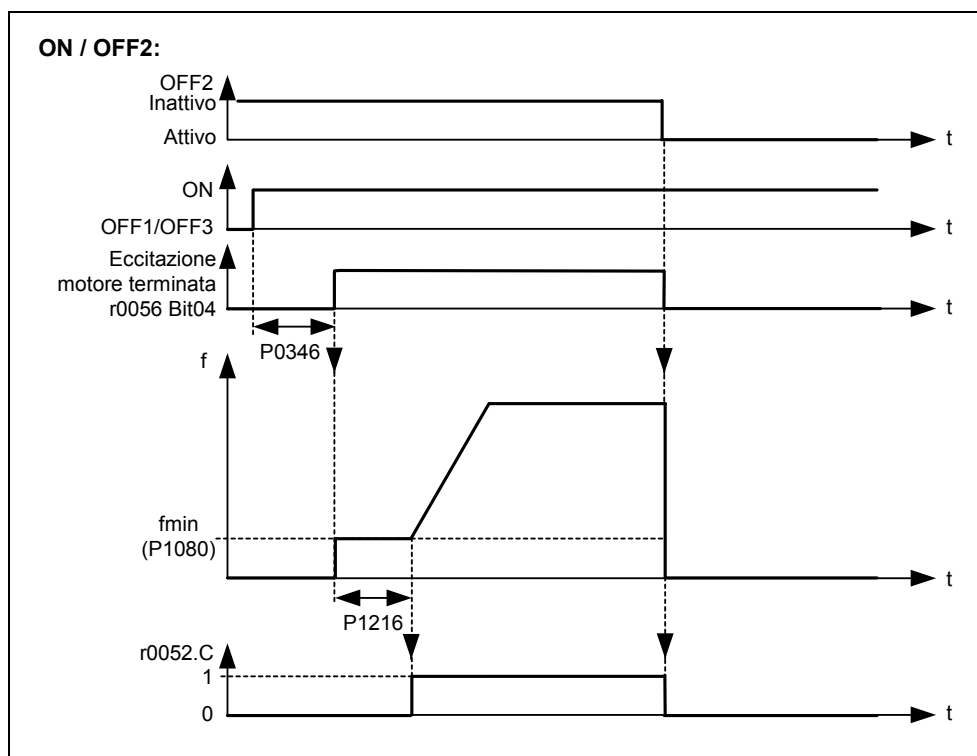 ON / OFF2:
OFF2
Inattivo
Attivo
t
ON
OFF1/OFF3
t
Eccitazione
motore terminata
r0056 Bit04
t
P0346
f
fmin
(P1080)
t
P1216
r0052.C
1
0
t